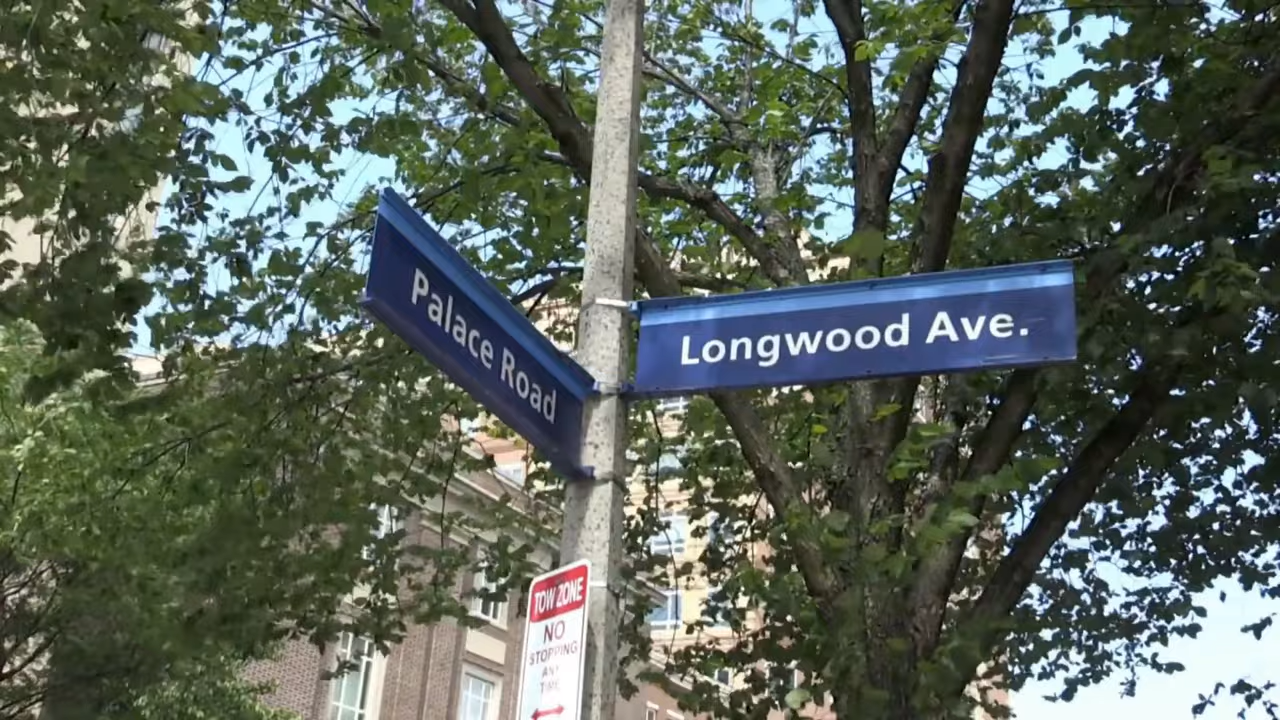 Palace Road
Longwood Ave.
TOW ZONE
NO
STOPPING
ANY
TIME